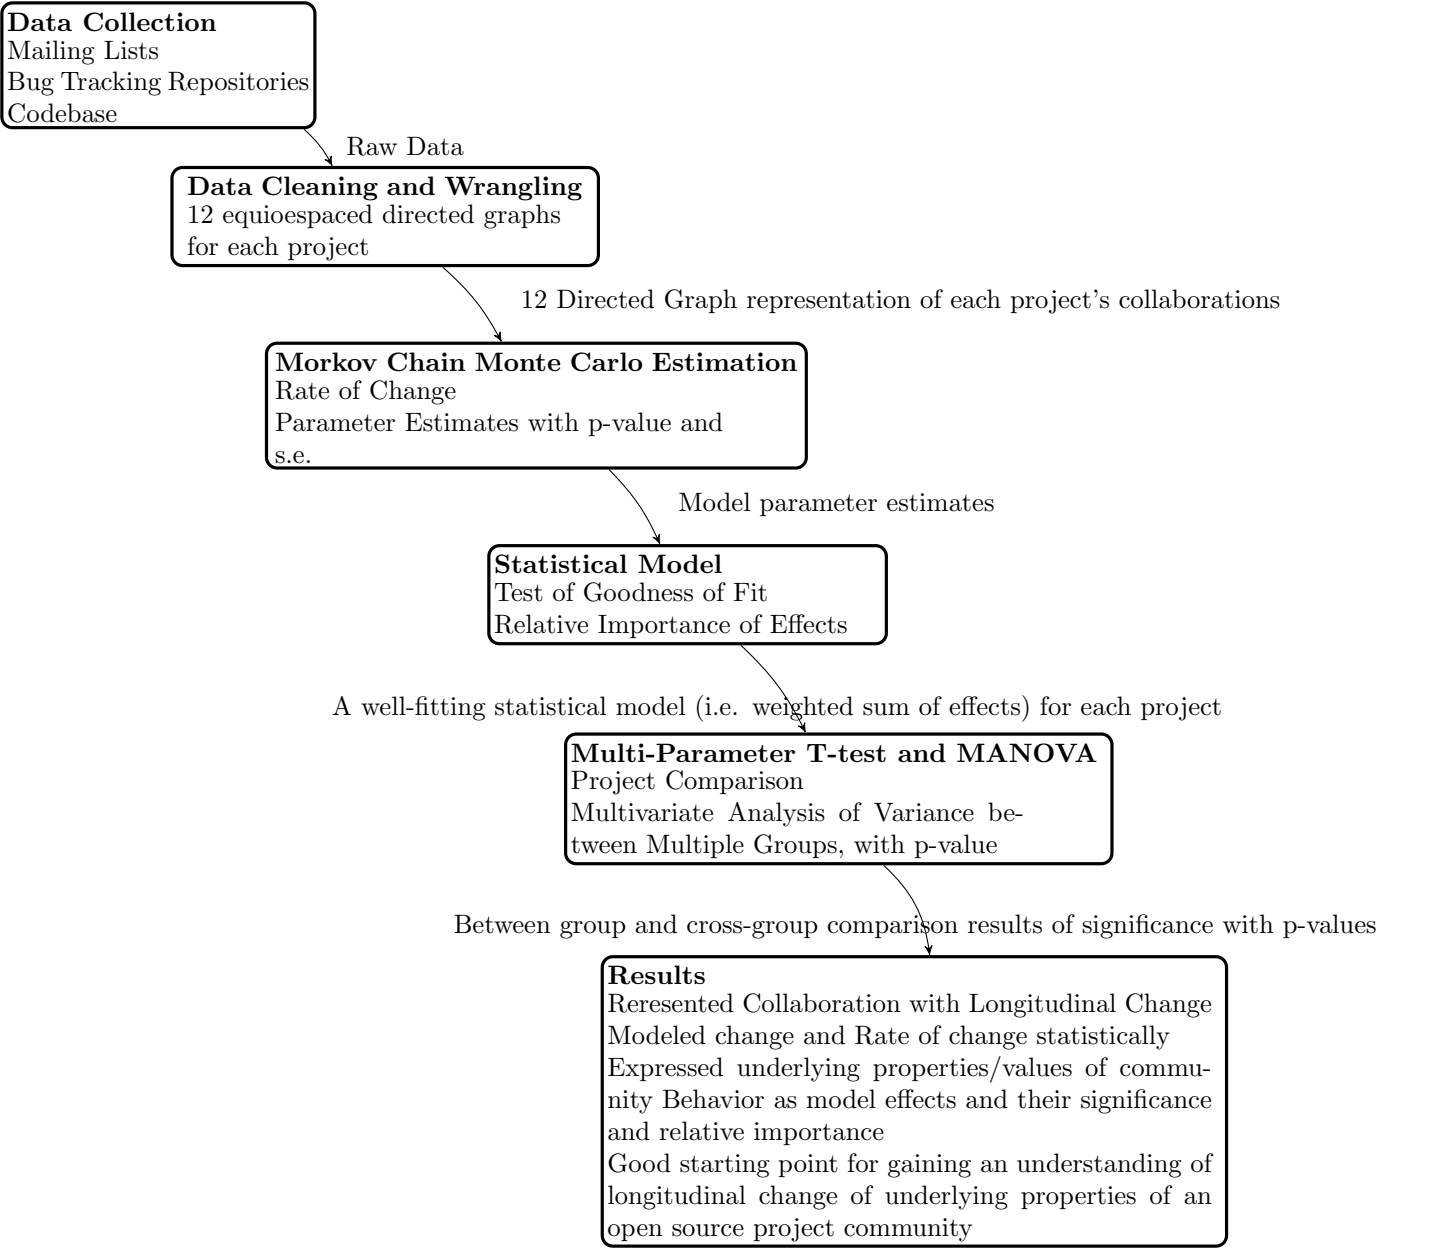 Data Collection
Mailing Lists
Bug Tracking Repositories
Codebase
Raw Data
Data Cleaning and Wrangling
12 equioespaced directed graphs
for each project
12 Directed Graph representation of each project's collaborations
Morkov Chain Monte Carlo Estimation
Rate of Change
Parameter Estimates with p-value and
s.e.
Model parameter estimates
Statistical Model
Test of Goodness of Fit
Relative Importance of Effects
A well-fitting statistical model (i.e. weighted sum of effects) for each project
Multi-Parameter T-test and MANOVA
Project Comparison
Multivariate Analysis of Variance be-
tween Multiple Groups, with p-value
Between group and cross-group comparison results of significance with p-values
Results
Reresented Collaboration with Longitudinal Change
Modeled change and Rate of change statistically
Expressed underlying properties/values of commu-
nity Behavior as model effects and their significance
and relative importance
Good starting point for gaining an understanding of
longitudinal change of underlying properties of an
open source project community